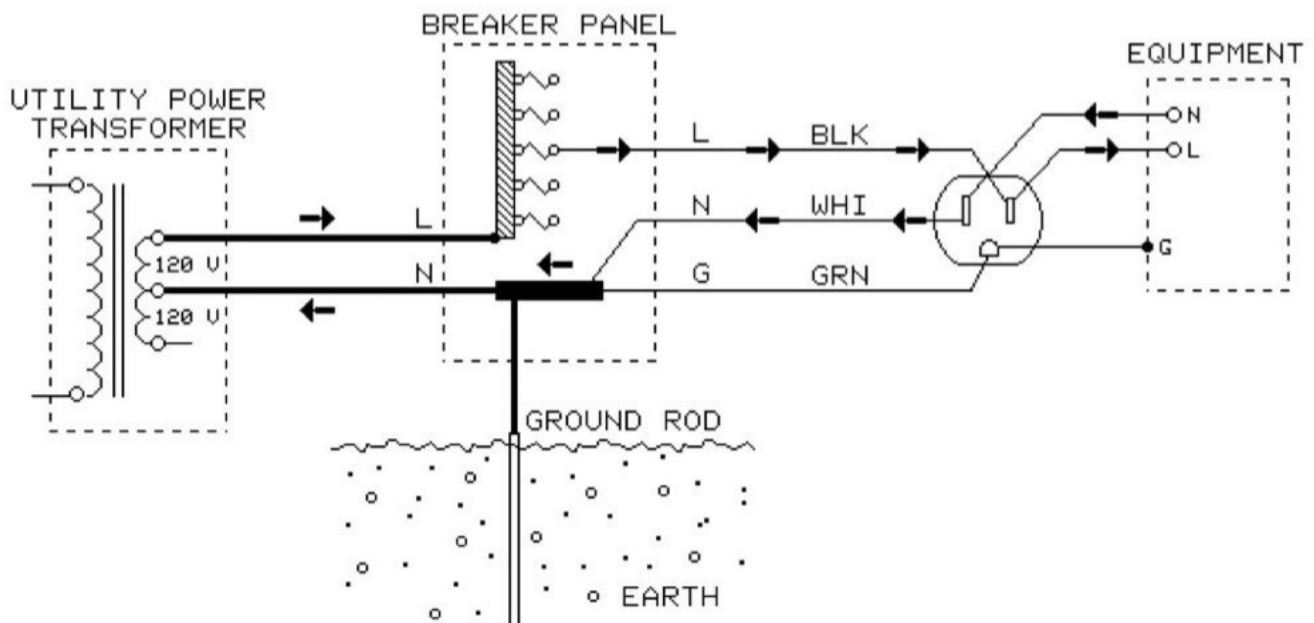 BREAKER PANEL
EQUIPMENT
UTILITY POWER
TRANSFORMER
N
L
BLK
L
L
N
WHI
120 V
G
N
G
GRN
120 V
GROUND ROD
EARTH